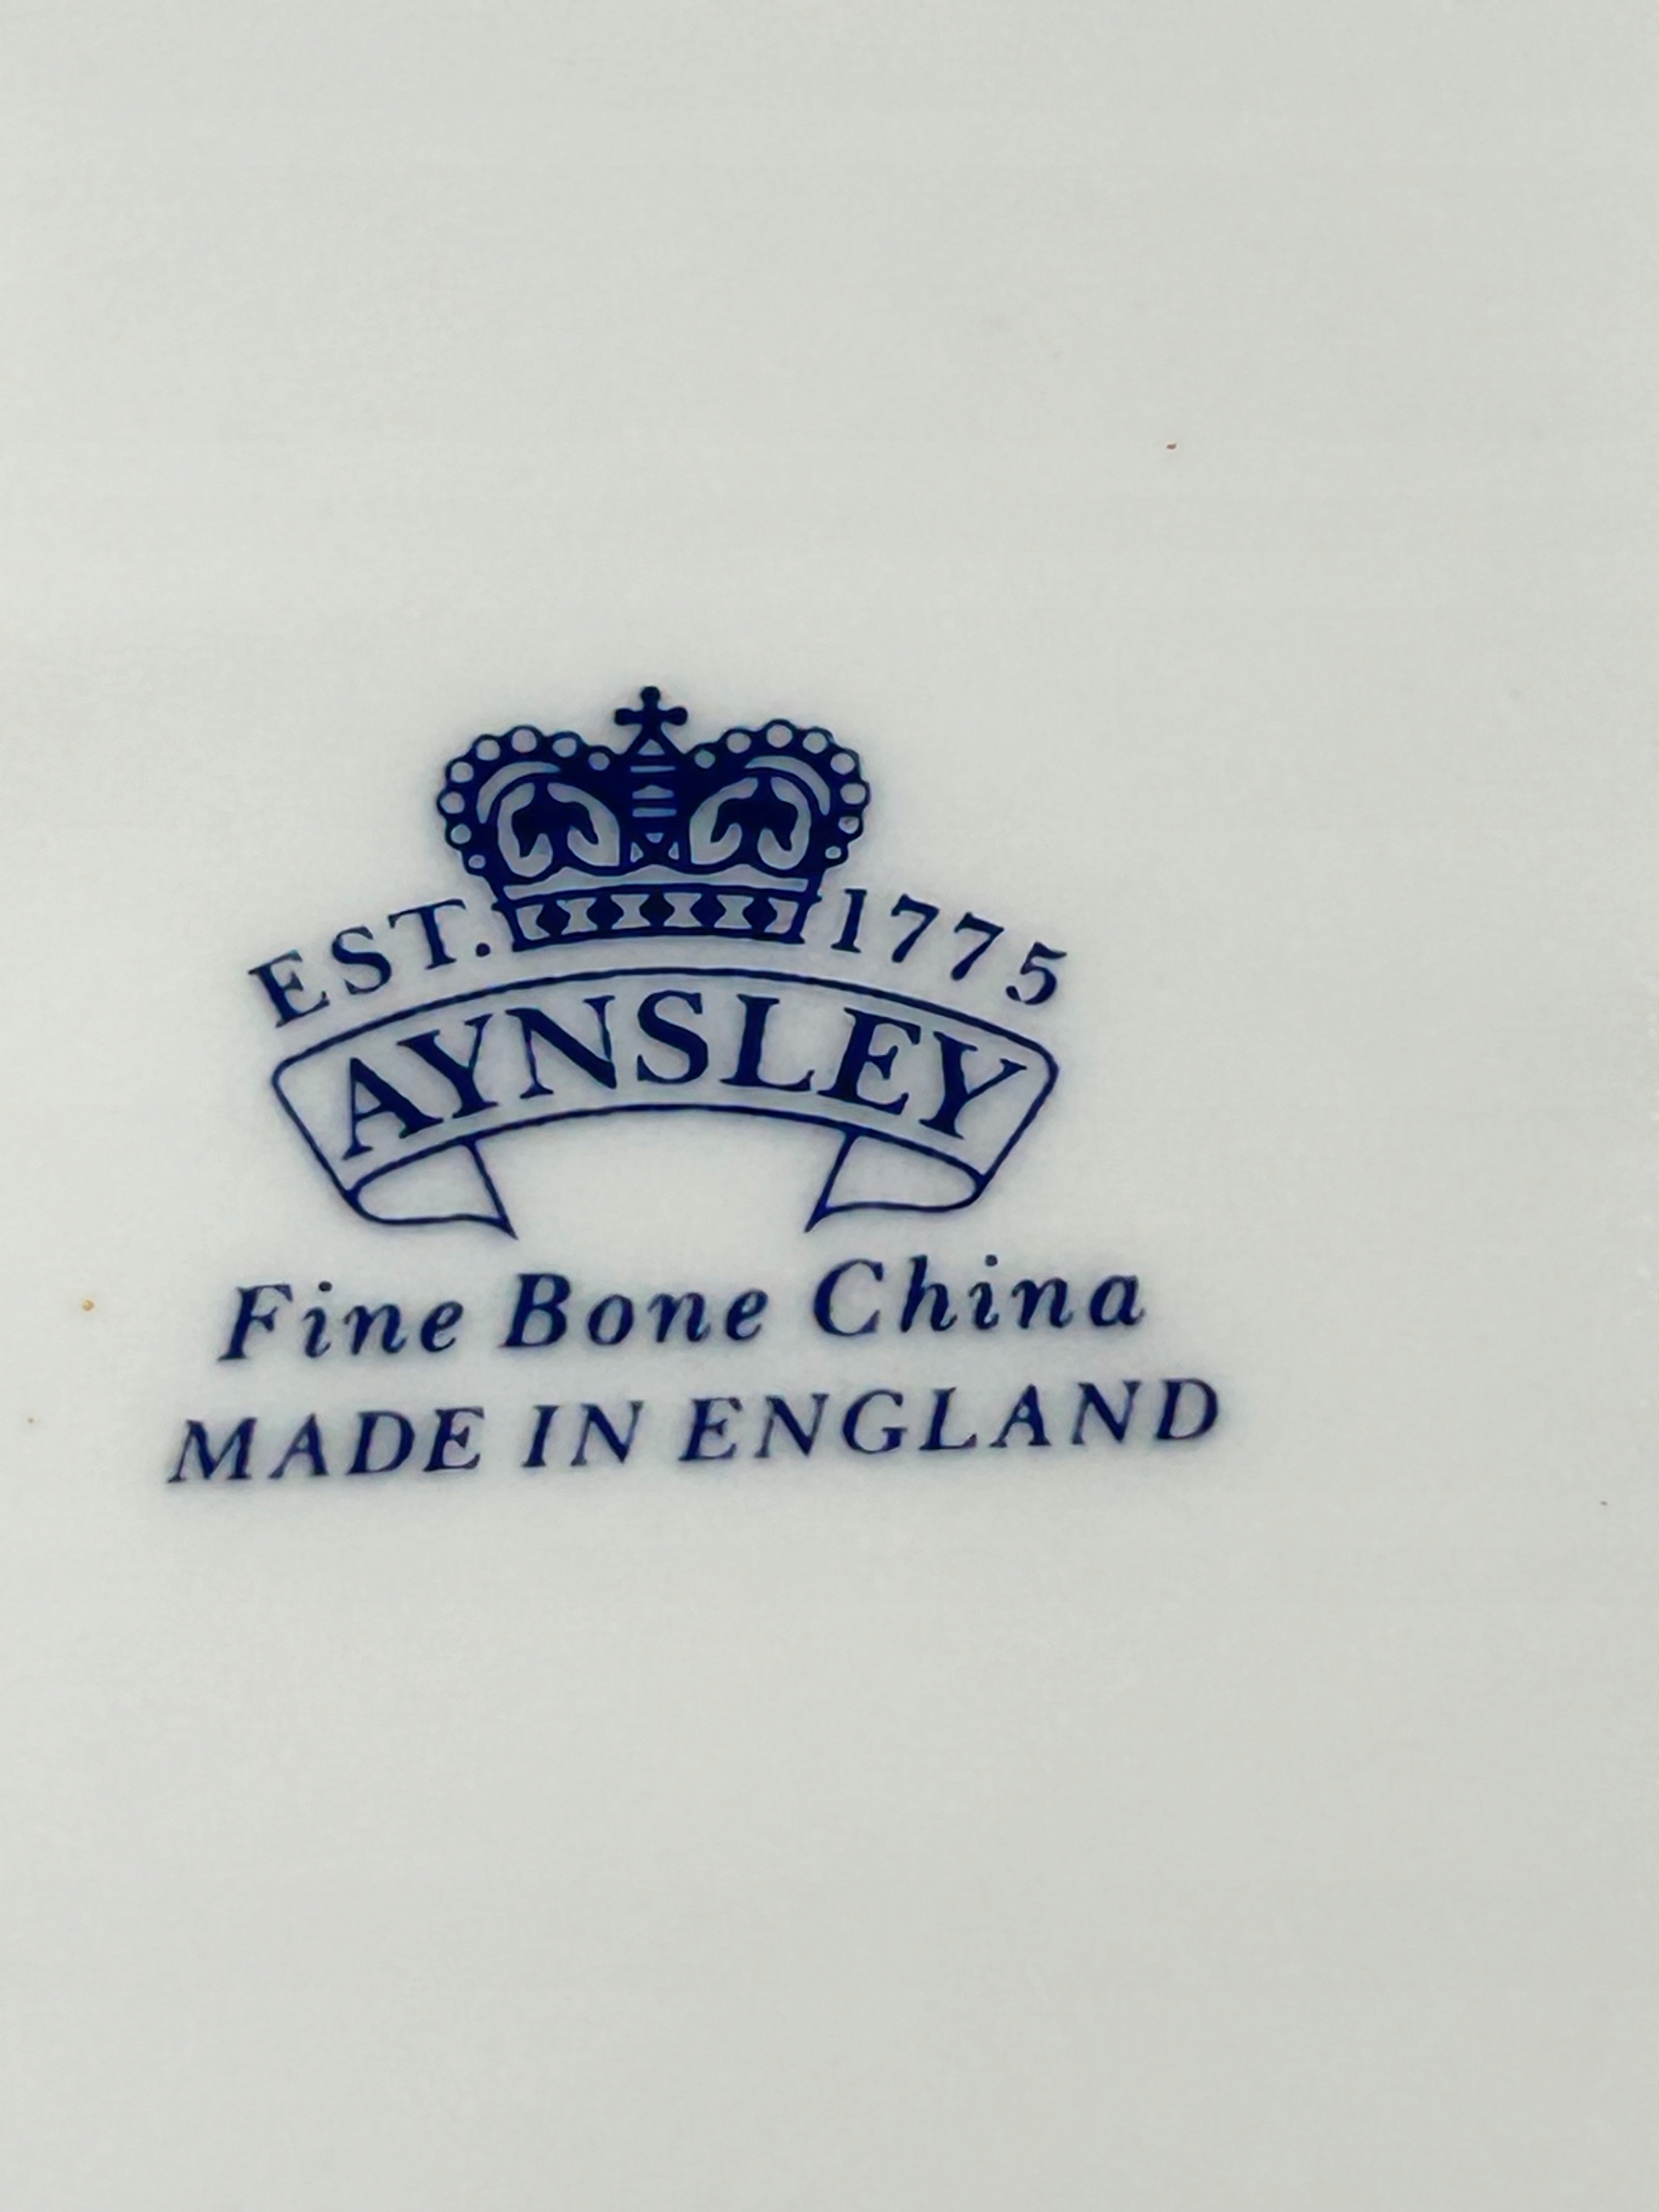 EST. 1775
AYNSLEY
Fine Bone China
MADE IN ENGLAND